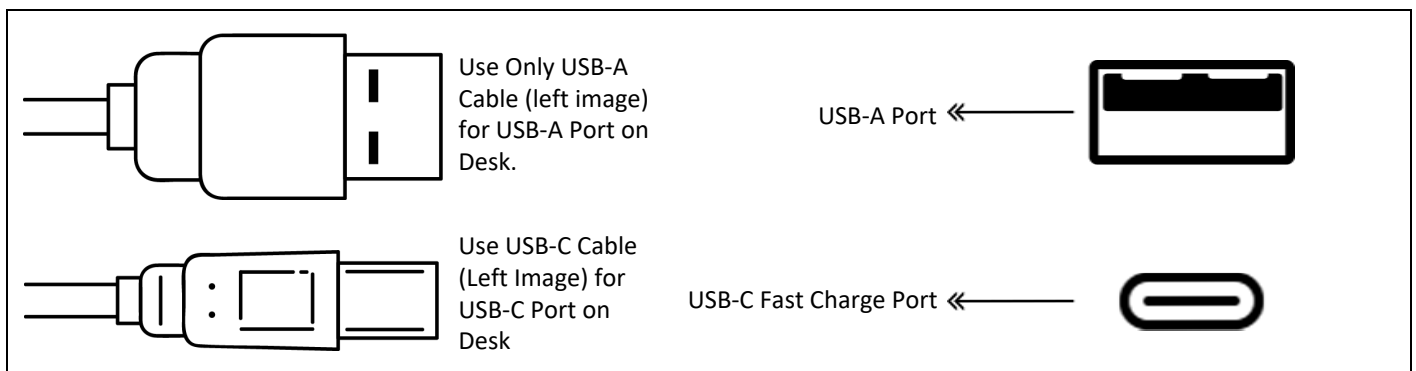 Use Only USB-A
Cable (left image)
for USB-A Port on
Desk.
USB-A Port
Use USB-C Cable
(Left Image) for
USB-C Port on
Desk
USB-C Fast Charge Port